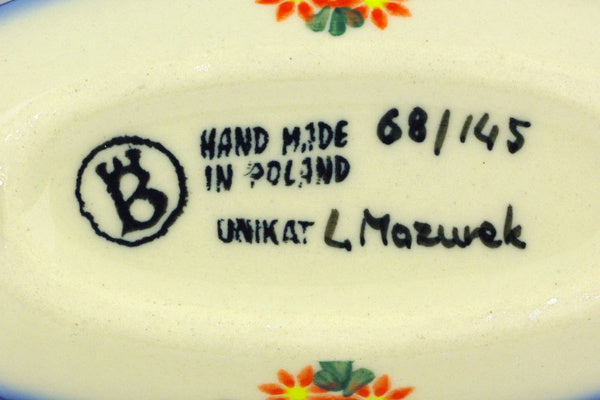 B
HAND MADE 68/145
IN POLAND
UNIKAT L. Mazurek